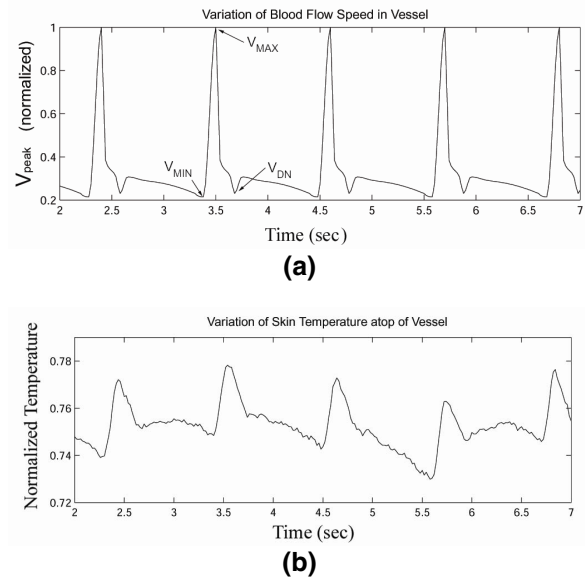 Variation of Blood Flow Speed in Vessel
V_peak (normalized)
1
0.8
0.6
0.4
0.2
V_MAX
V_MIN
V_DN
2 2.5 3 3.5 4 4.5 5 5.5 6 6.5 7
Time (sec)
(a)
Variation of Skin Temperature atop of Vessel
Normalized Temperature
0.78
0.76
0.74
0.72
2 2.5 3 3.5 4 4.5 5 5.5 6 6.5 7
Time (sec)
(b)